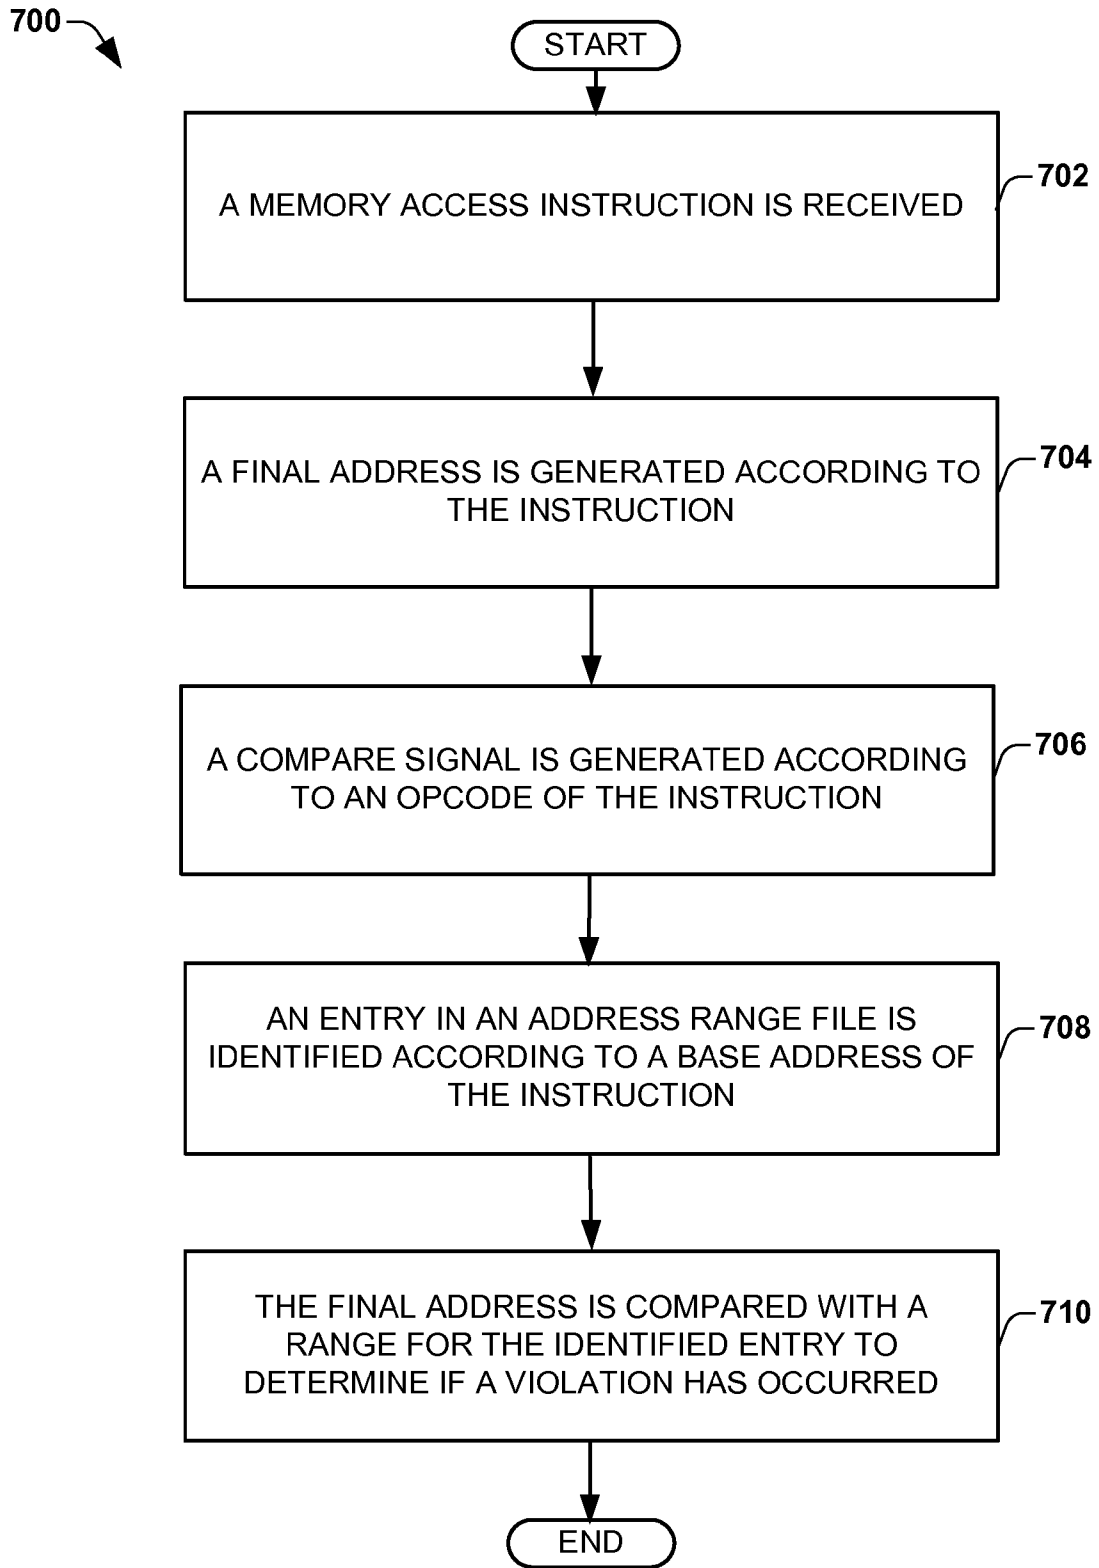 700
START
A MEMORY ACCESS INSTRUCTION IS RECEIVED
702
A FINAL ADDRESS IS GENERATED ACCORDING TO
THE INSTRUCTION
704
A COMPARE SIGNAL IS GENERATED ACCORDING
TO AN OPCODE OF THE INSTRUCTION
706
AN ENTRY IN AN ADDRESS RANGE FILE IS
IDENTIFIED ACCORDING TO A BASE ADDRESS OF
THE INSTRUCTION
708
THE FINAL ADDRESS IS COMPARED WITH A
RANGE FOR THE IDENTIFIED ENTRY TO
DETERMINE IF A VIOLATION HAS OCCURRED
710
END